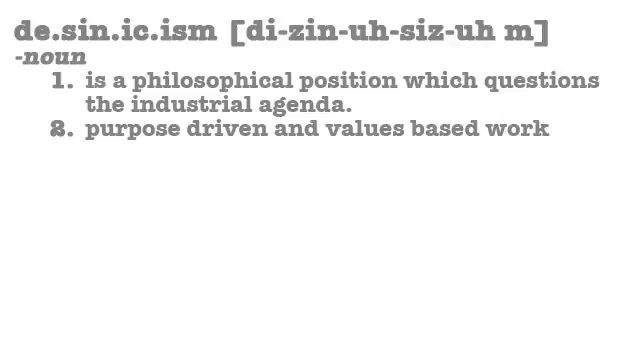 de.sin.ic.ism [di-zin-uh-siz-uh m]
-noun
1. is a philosophical position which questions
the industrial agenda.
2. purpose driven and values based work